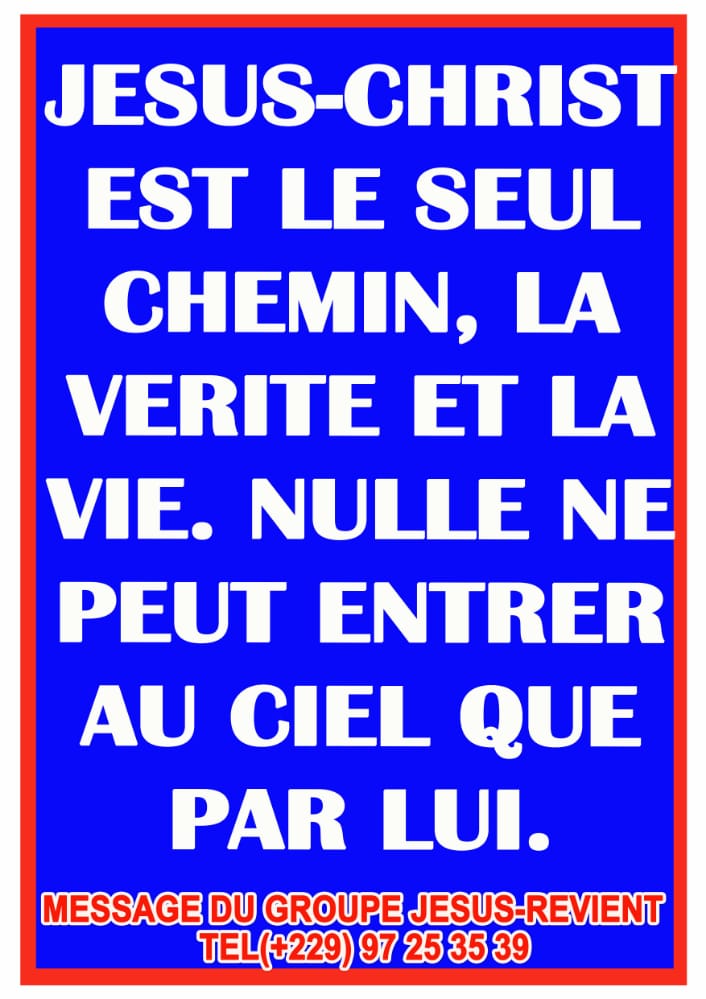 JESUS-CHRIST
EST LE SEUL
CHEMIN, LA
VERITE ET LA
VIE. NULLE NE
PEUT ENTRER
AU CIEL QUE
PAR LUI.
MESSAGE DU GROUPE JESUS-REVIENT
TEL(+229) 97 25 35 39